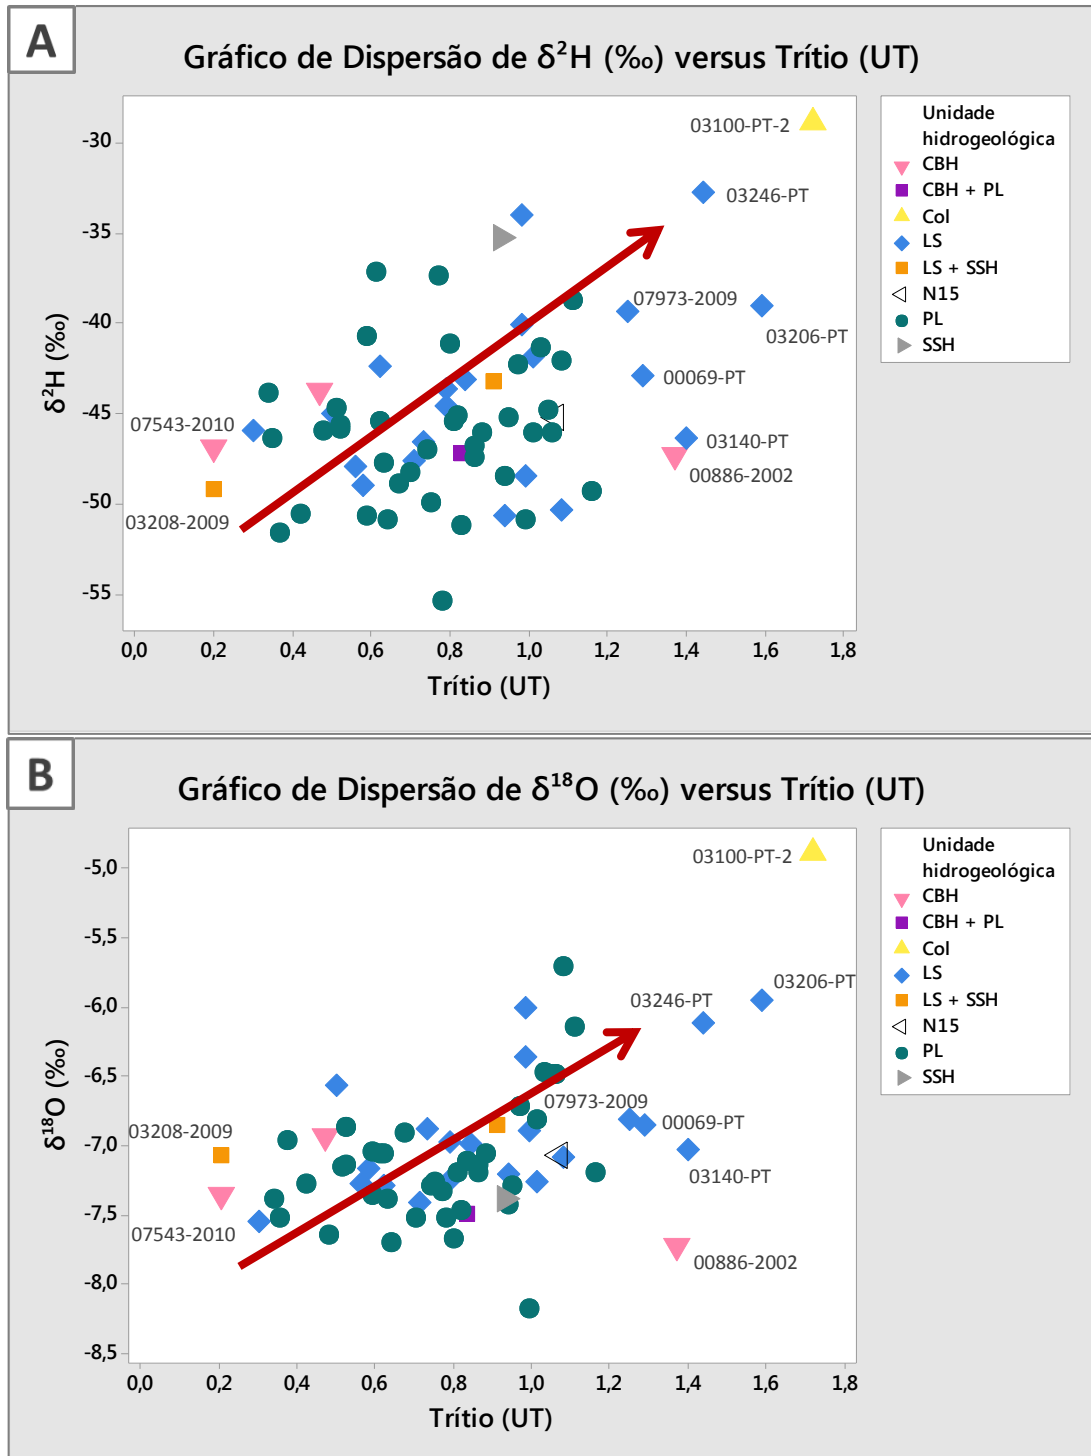 A
Gráfico de Dispersão de δ²H (‰) versus Trítio (UT)
03100-PT-2
03246-PT
07973-2009
03206-PT
00069-PT
07543-2010
03140-PT
00886-2002
03208-2009
δ²H (‰)
-30
-35
-40
-45
-50
-55
0,0 0,2 0,4 0,6 0,8 1,0 1,2 1,4 1,6 1,8
Trítio (UT)
Unidade
hidrogeológica
CBH
CBH + PL
Col
LS
LS + SSH
N15
PL
SSH
B
Gráfico de Dispersão de δ¹⁸O (‰) versus Trítio (UT)
03100-PT-2
03206-PT
03246-PT
07973-2009
03208-2009
00069-PT
03140-PT
07543-2010
00886-2002
δ¹⁸O (‰)
-5,0
-5,5
-6,0
-6,5
-7,0
-7,5
-8,0
-8,5
0,0 0,2 0,4 0,6 0,8 1,0 1,2 1,4 1,6 1,8
Trítio (UT)
Unidade
hidrogeológica
CBH
CBH + PL
Col
LS
LS + SSH
N15
PL
SSH